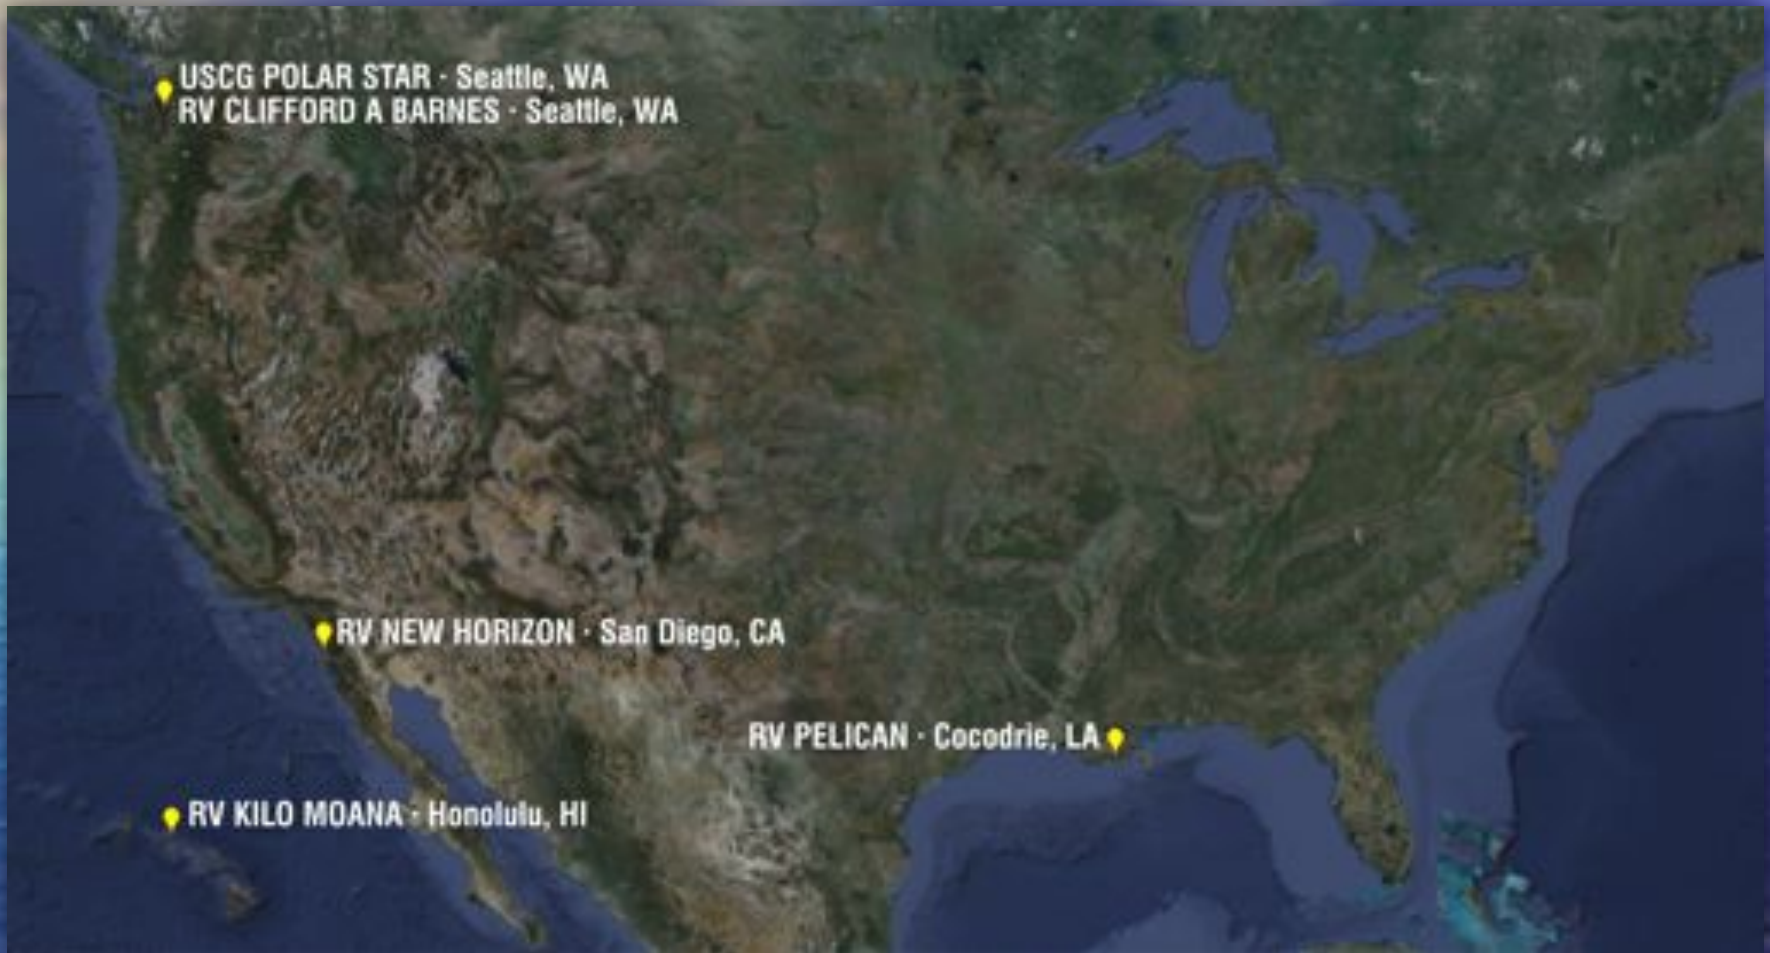 USCG POLAR STAR · Seattle, WA
RV CLIFFORD A BARNES · Seattle, WA
RV NEW HORIZON · San Diego, CA
RV PELICAN · Cocodrie, LA
RV KILO MOANA · Honolulu, HI